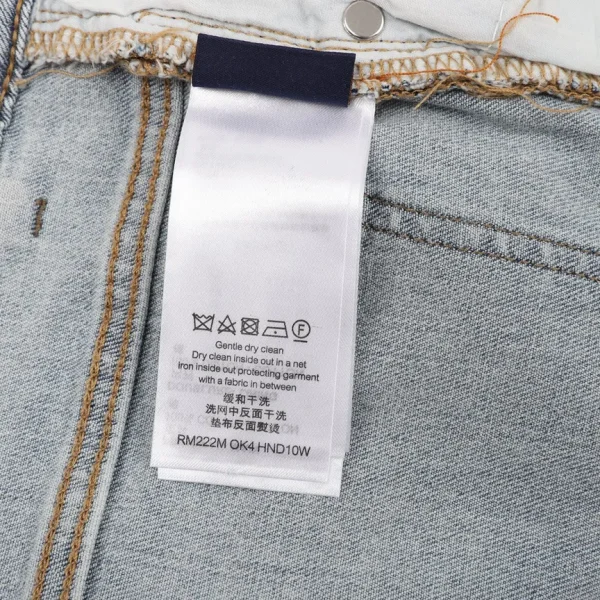 F
Gentle dry clean
Dry clean inside out in a net
iron inside out protecting garment
with a fabric in between
缓和干洗
洗网中反面干洗
垫布反面熨烫
RM222M OK4 HND10W